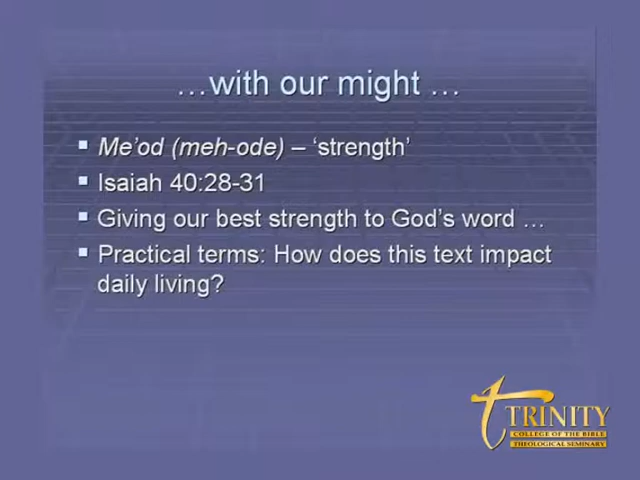 …with our might …
Me’od (meh-ode) – ‘strength’
Isaiah 40:28-31
Giving our best strength to God’s word …
Practical terms: How does this text impact
daily living?
TRINITY
COLLEGE OF THE BIBLE
THEOLOGICAL SEMINARY